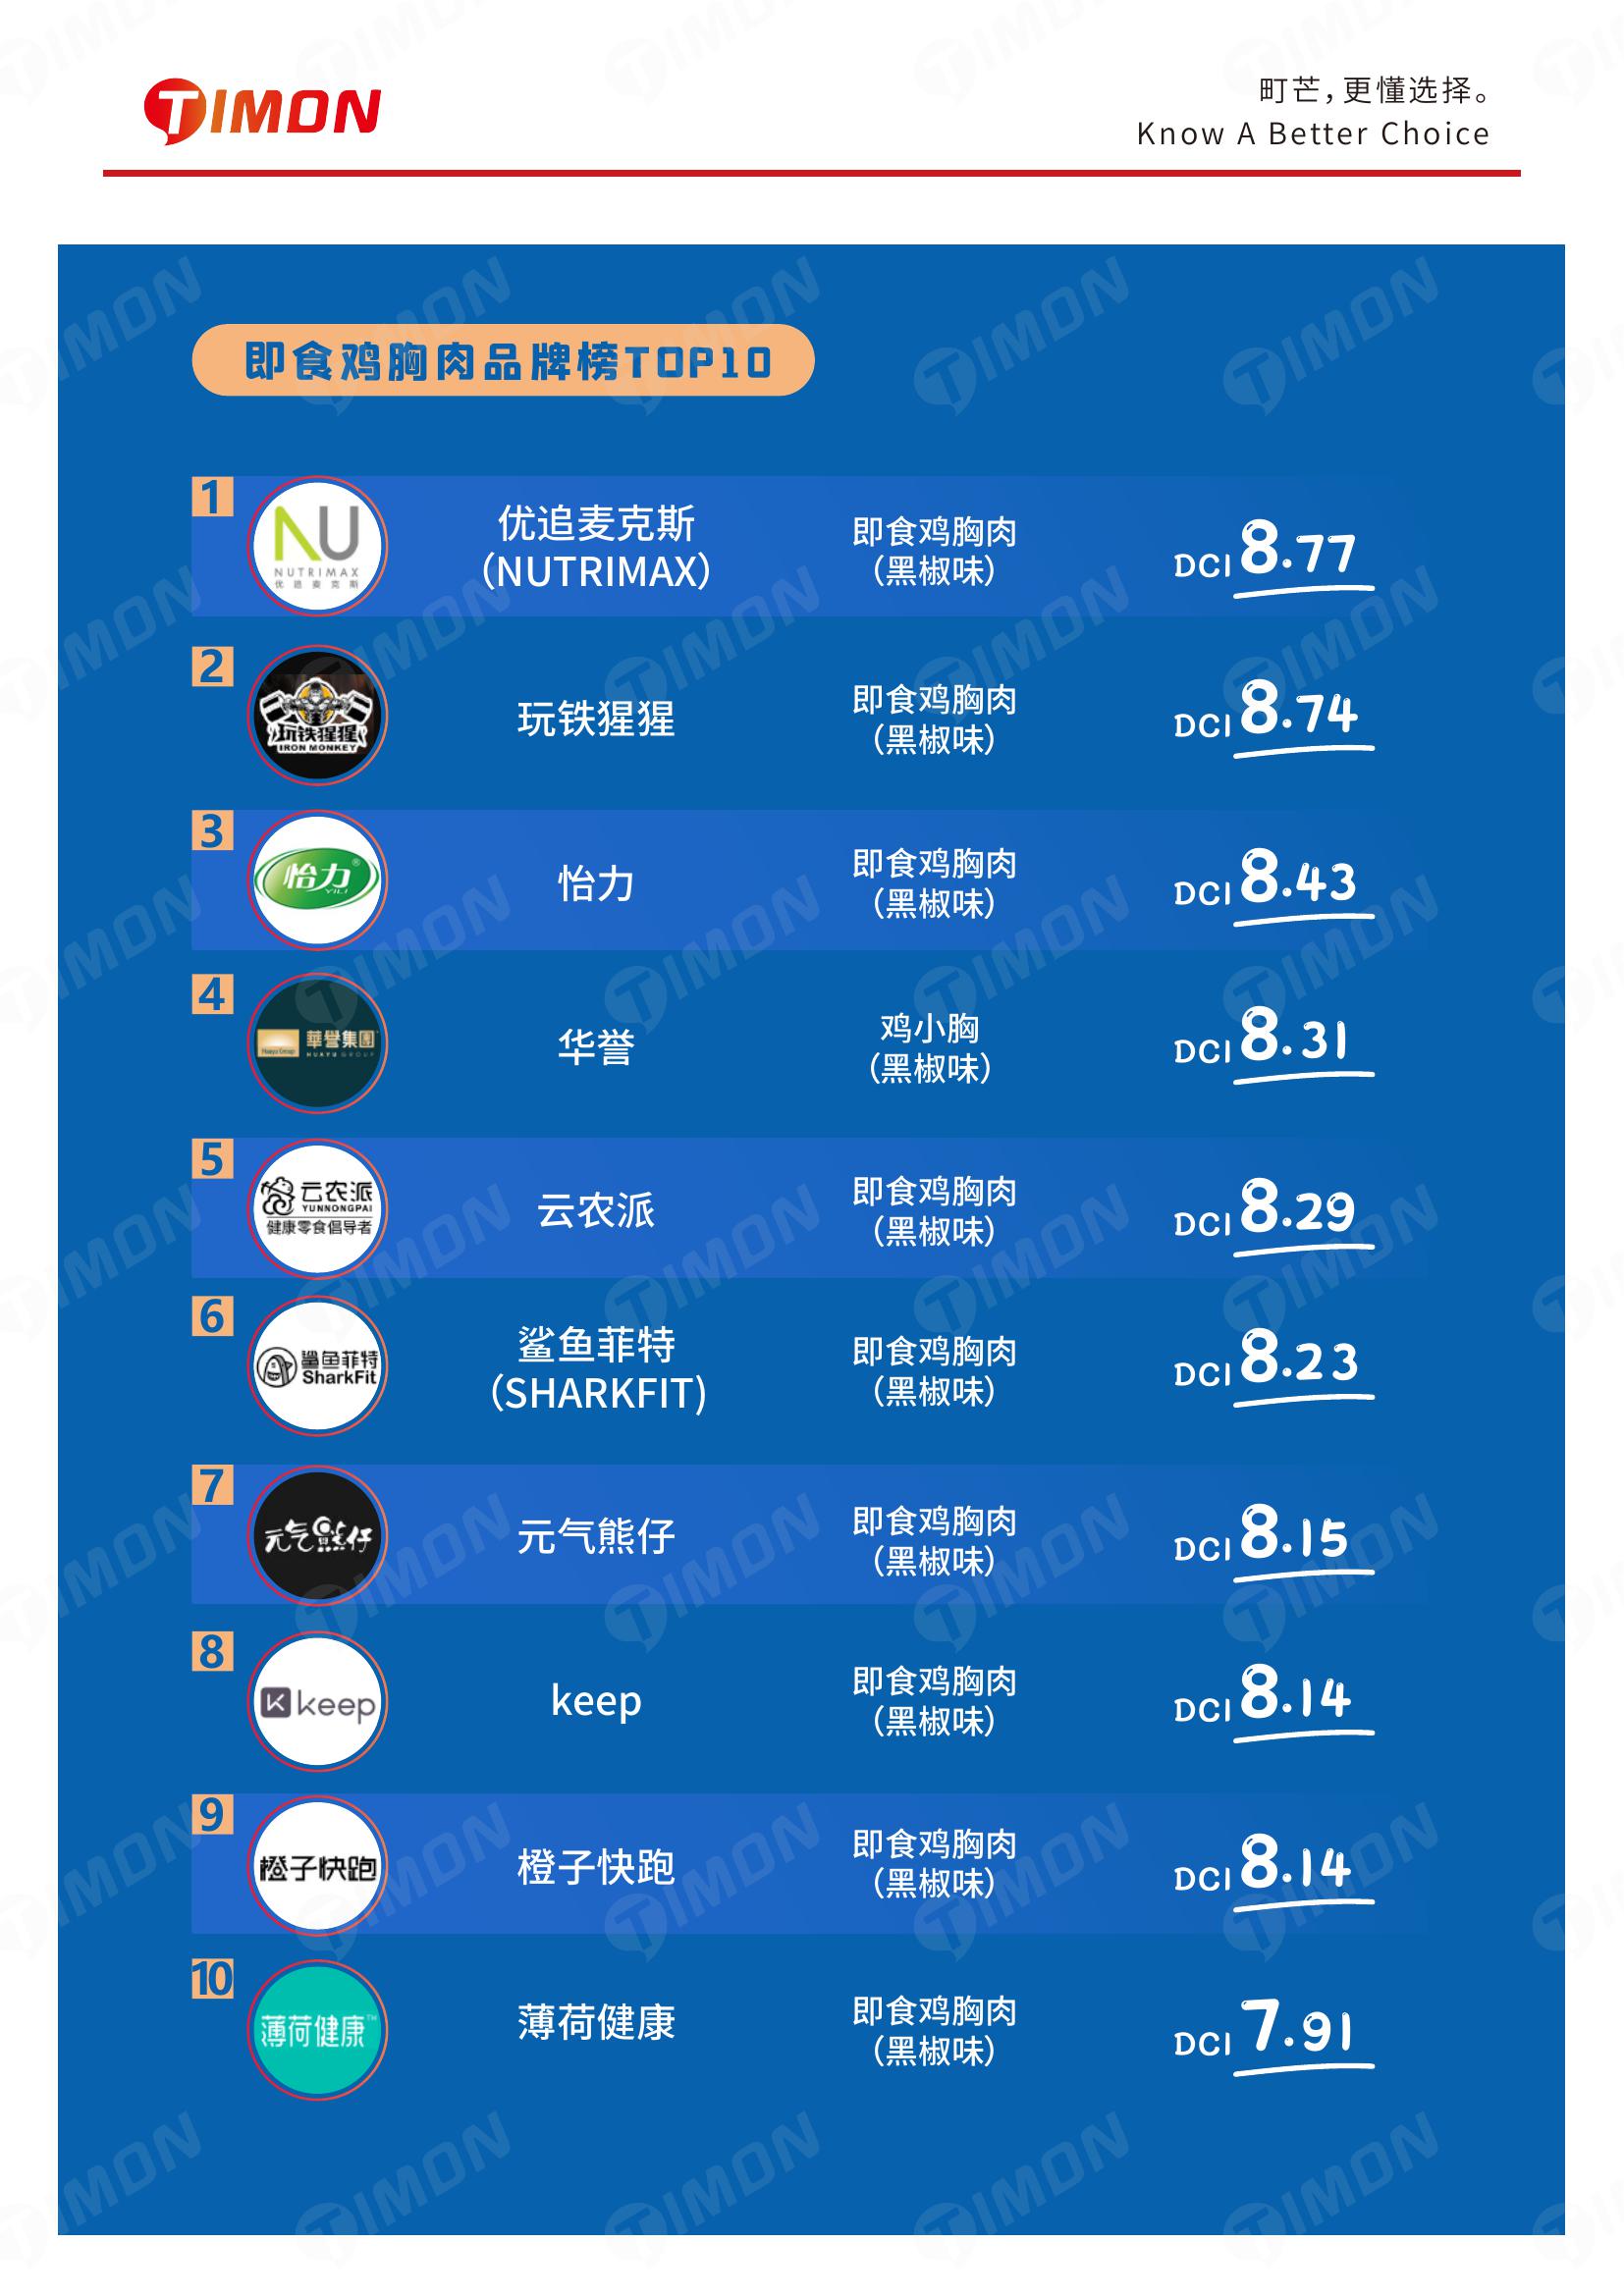 TIMON
町芒，更懂选择。
Know A Better Choice
即食鸡胸肉品牌榜TOP10
1
NU
NUTRIMAX
优追麦克斯
优追麦克斯
（NUTRIMAX）
即食鸡胸肉
（黑椒味）
DCI 8.77
2
玩铁猩猩
IRON MONKEY
玩铁猩猩
即食鸡胸肉
（黑椒味）
DCI 8.74
3
怡力®
YILI
怡力
即食鸡胸肉
（黑椒味）
DCI 8.43
4
華譽集團
HUAYU GROUP
华誉
鸡小胸
（黑椒味）
DCI 8.31
5
云农派
YUNNONGPAI
健康零食倡导者
云农派
即食鸡胸肉
（黑椒味）
DCI 8.29
6
鲨鱼菲特
SharkFit
鲨鱼菲特
（SHARKFIT）
即食鸡胸肉
（黑椒味）
DCI 8.23
7
元气熊仔
元气熊仔
即食鸡胸肉
（黑椒味）
DCI 8.15
8
keep
keep
即食鸡胸肉
（黑椒味）
DCI 8.14
9
橙子快跑
橙子快跑
即食鸡胸肉
（黑椒味）
DCI 8.14
10
薄荷健康™
薄荷健康
即食鸡胸肉
（黑椒味）
DCI 7.91